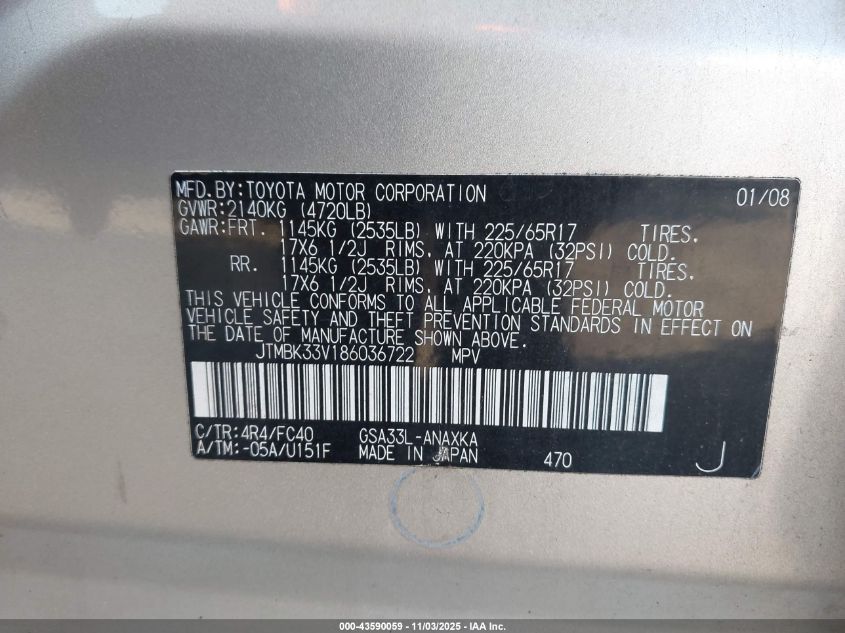 MFD.BY:TOYOTA MOTOR CORPORATION 01/08
GVWR:2140KG (4720LB)
GAWR:FRT. 1145KG (2535LB) WITH 225/65R17 TIRES,
17X6 1/2J RIMS, AT 220KPA (32PSI) COLD.
RR. 1145KG (2535LB) WITH 225/65R17 TIRES,
17X6 1/2J RIMS, AT 220KPA (32PSI) COLD.
THIS VEHICLE CONFORMS TO ALL APPLICABLE FEDERAL MOTOR
VEHICLE SAFETY AND THEFT PREVENTION STANDARDS IN EFFECT ON
THE DATE OF MANUFACTURE SHOWN ABOVE.
JTMBK33V186036722 MPV
C/TR:4R4/FC40 GSA33L-ANAXKA
A/TM:-05A/U151F MADE IN JAPAN 470 J
000-43590059 - 11/03/2025 - IAA Inc.